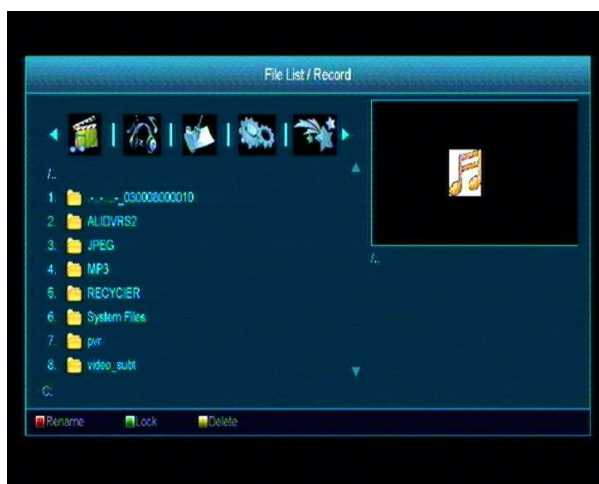 File List / Record
/..
1. .-.-...-_030008000010
2. ALIDVRS2
3. JPEG
4. MP3
5. RECYCIER
6. System Files
7. pvr
8. video_subt
/..
C:
Rename Lock Delete